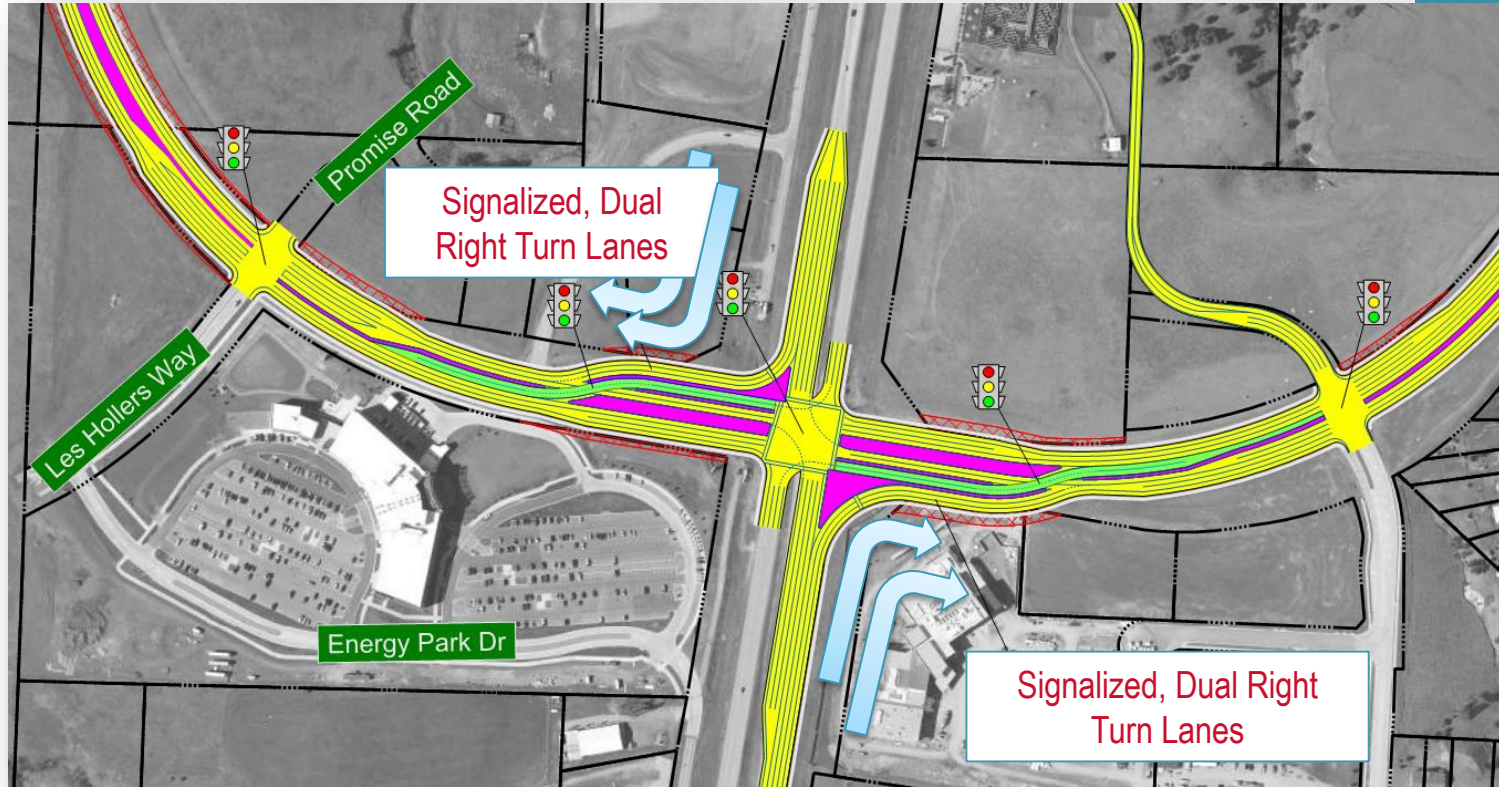 Promise Road
Signalized, Dual
Right Turn Lanes
Les Hollers Way
Energy Park Dr
Signalized, Dual Right
Turn Lanes